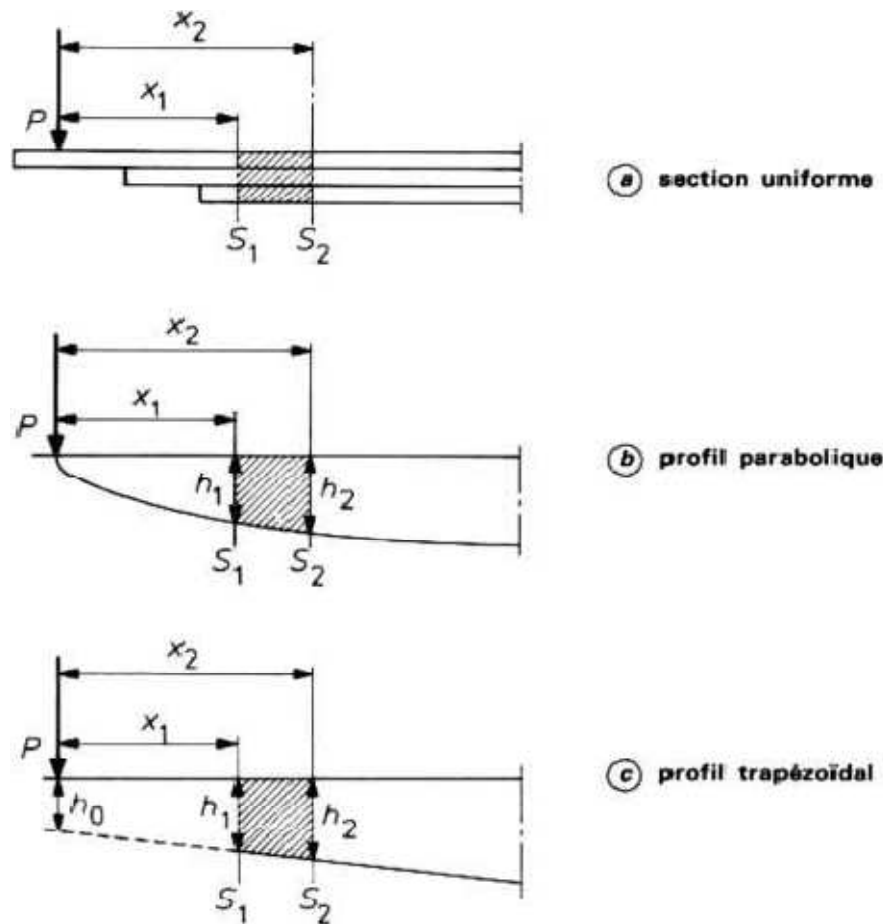 x₂
x₁
P
S₁ S₂
ⓐ section uniforme
x₂
x₁
P
h₁ h₂
S₁ S₂
ⓑ profil parabolique
x₂
x₁
P
h₀ h₁ h₂
S₁ S₂
ⓒ profil trapézoïdal